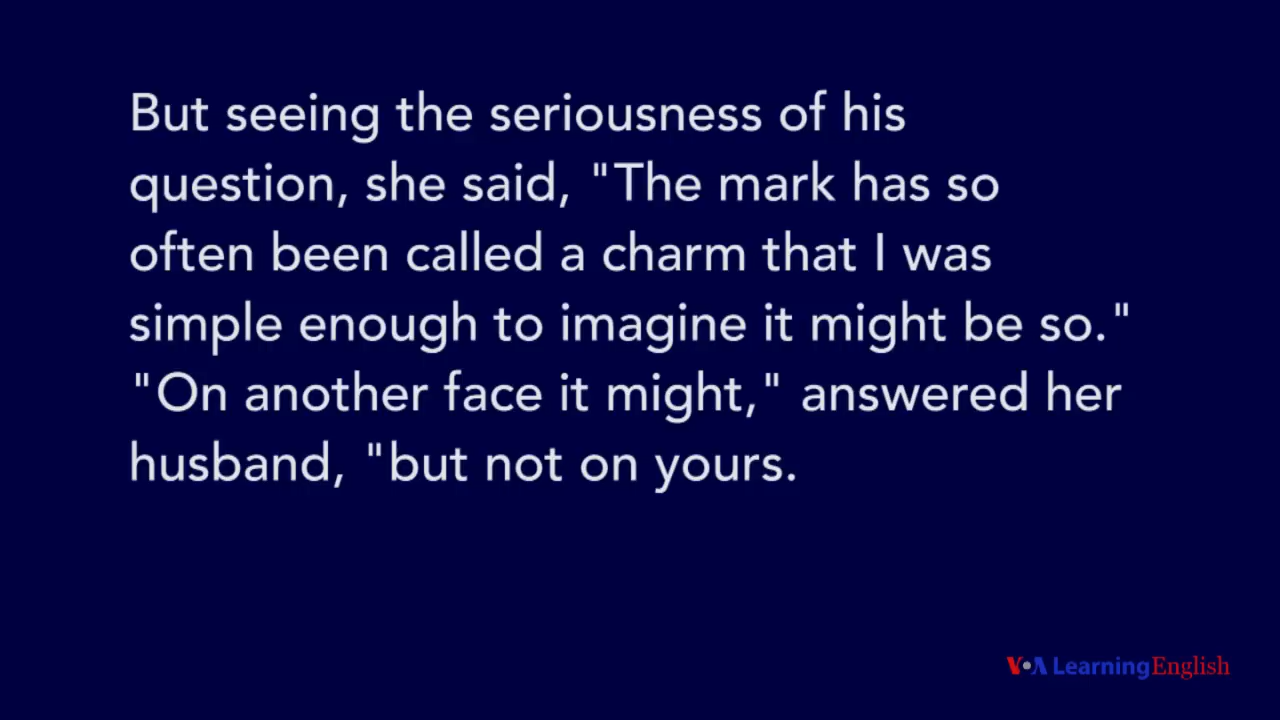 But seeing the seriousness of his
question, she said, "The mark has so
often been called a charm that I was
simple enough to imagine it might be so."
"On another face it might," answered her
husband, "but not on yours.
VOA Learning English